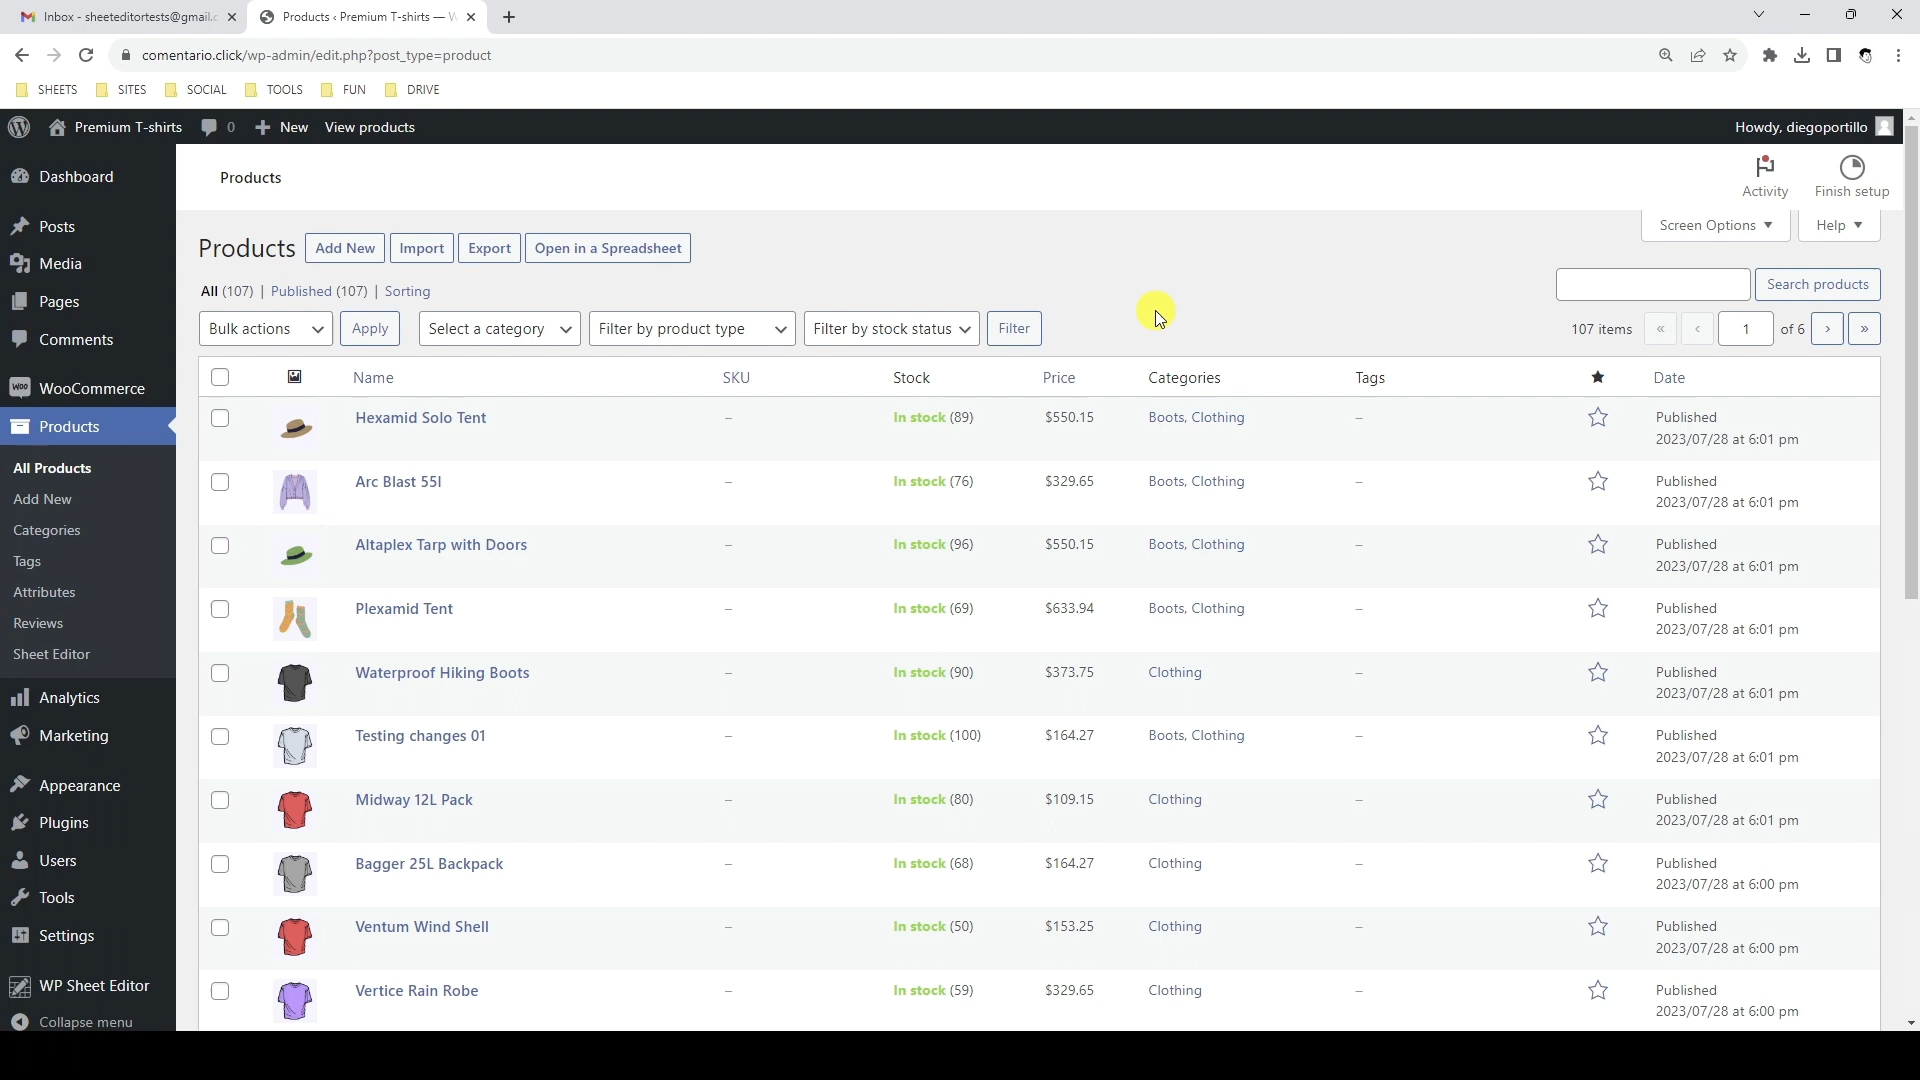 Inbox - sheeteditortests@gmail.c
Products ‹ Premium T-shirts — W
comentario.click/wp-admin/edit.php?post_type=product
SHEETS SITES SOCIAL TOOLS FUN DRIVE
Premium T-shirts 0 New View products Howdy, diegoportillo
Dashboard
Posts
Media
Pages
Comments
WooCommerce
Products
All Products
Add New
Categories
Tags
Attributes
Reviews
Sheet Editor
Analytics
Marketing
Appearance
Plugins
Users
Tools
Settings
WP Sheet Editor
Collapse menu
Products
Activity Finish setup
Screen Options Help
Products Add New Import Export Open in a Spreadsheet
All (107) | Published (107) | Sorting
Search products
Bulk actions Apply Select a category Filter by product type Filter by stock status Filter 107 items « ‹ 1 of 6 › »
Name SKU Stock Price Categories Tags Date
Hexamid Solo Tent – In stock (89) $550.15 Boots, Clothing – Published
2023/07/28 at 6:01 pm
Arc Blast 55l – In stock (76) $329.65 Boots, Clothing – Published
2023/07/28 at 6:01 pm
Altaplex Tarp with Doors – In stock (96) $550.15 Boots, Clothing – Published
2023/07/28 at 6:01 pm
Plexamid Tent – In stock (69) $633.94 Boots, Clothing – Published
2023/07/28 at 6:01 pm
Waterproof Hiking Boots – In stock (90) $373.75 Clothing – Published
2023/07/28 at 6:01 pm
Testing changes 01 – In stock (100) $164.27 Boots, Clothing – Published
2023/07/28 at 6:01 pm
Midway 12L Pack – In stock (80) $109.15 Clothing – Published
2023/07/28 at 6:01 pm
Bagger 25L Backpack – In stock (68) $164.27 Clothing – Published
2023/07/28 at 6:00 pm
Ventum Wind Shell – In stock (50) $153.25 Clothing – Published
2023/07/28 at 6:00 pm
Vertice Rain Robe – In stock (59) $329.65 Clothing – Published
2023/07/28 at 6:00 pm